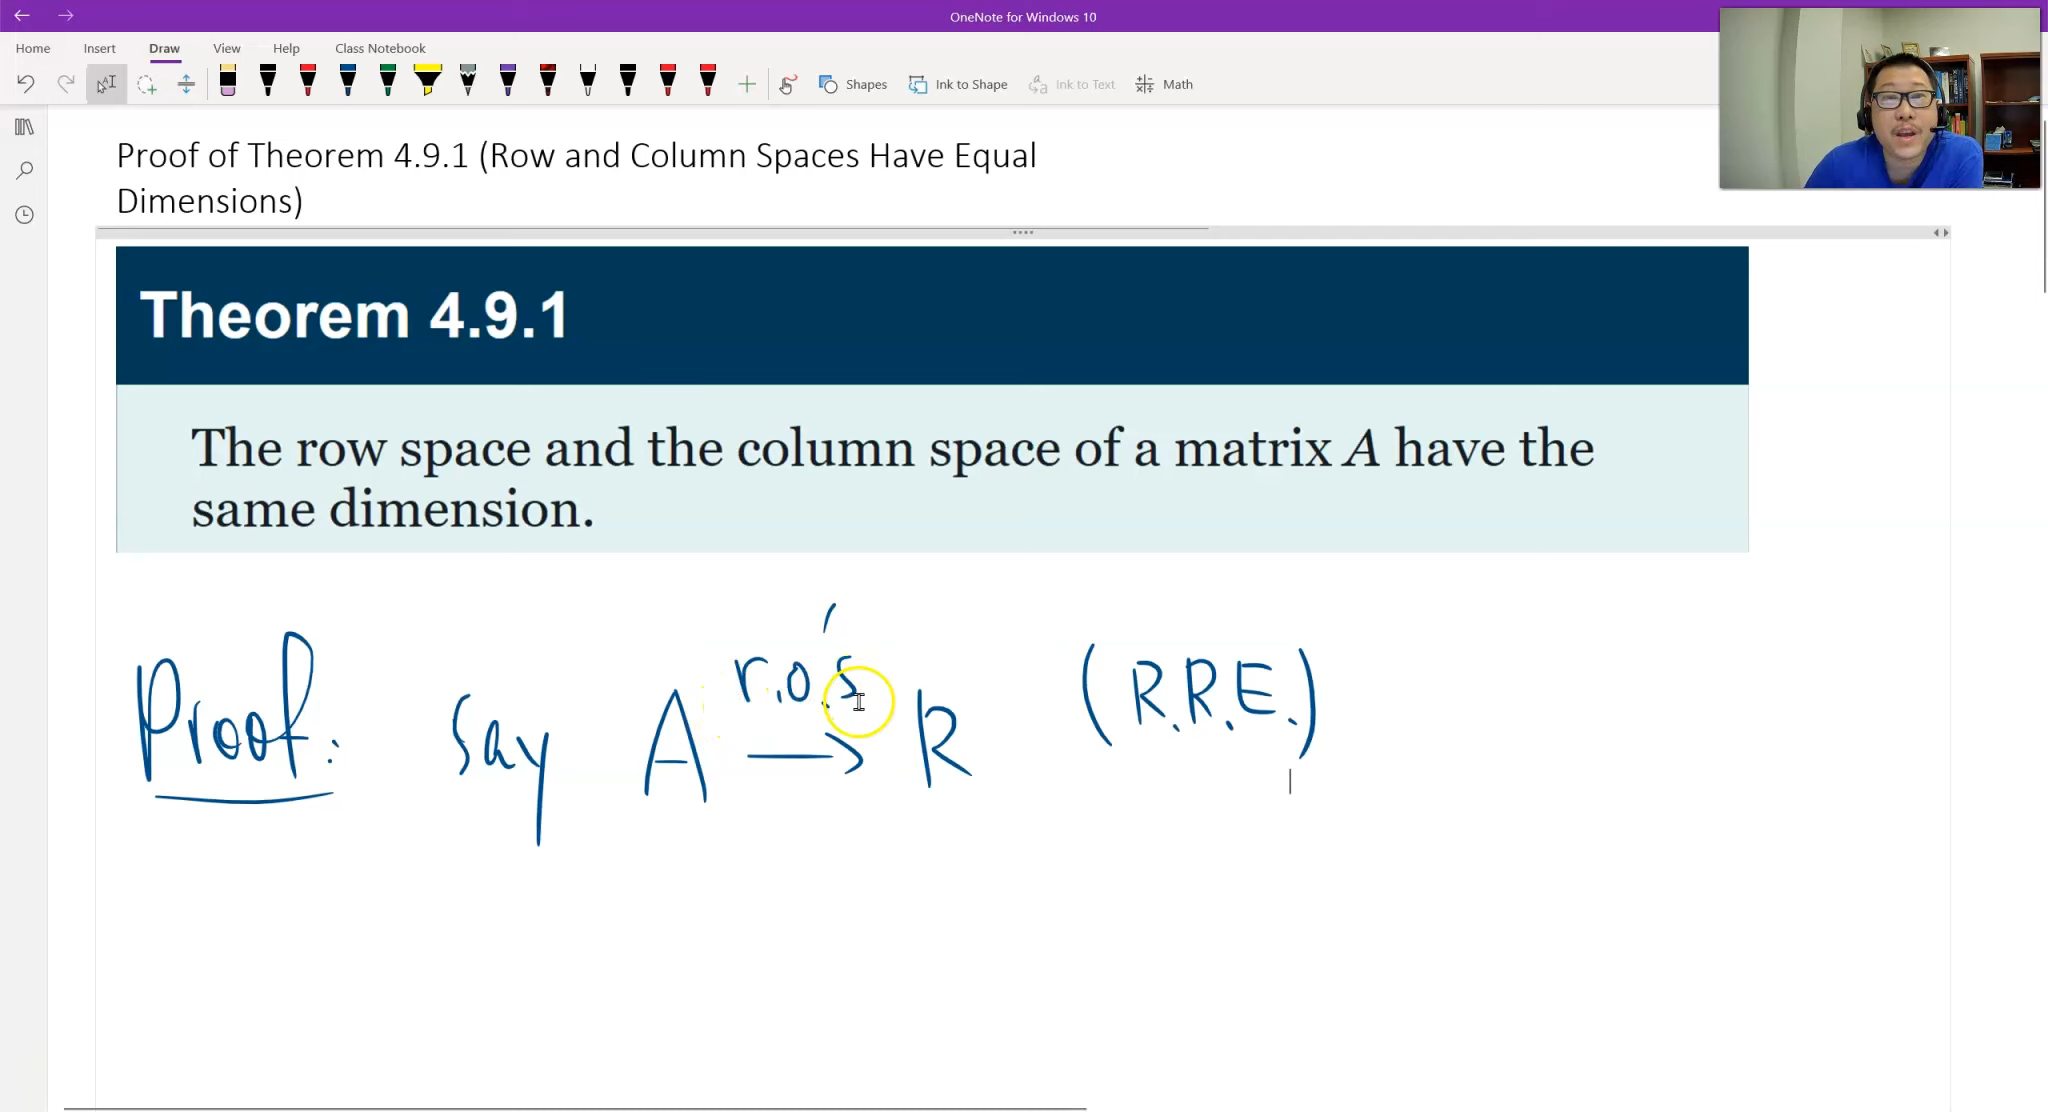 OneNote for Windows 10
Home Insert Draw View Help Class Notebook
Shapes Ink to Shape Ink to Text Math
Proof of Theorem 4.9.1 (Row and Column Spaces Have Equal
Dimensions)
Theorem 4.9.1
The row space and the column space of a matrix A have the
same dimension.
Proof: Say A r.o.s → R (R.R.E.)